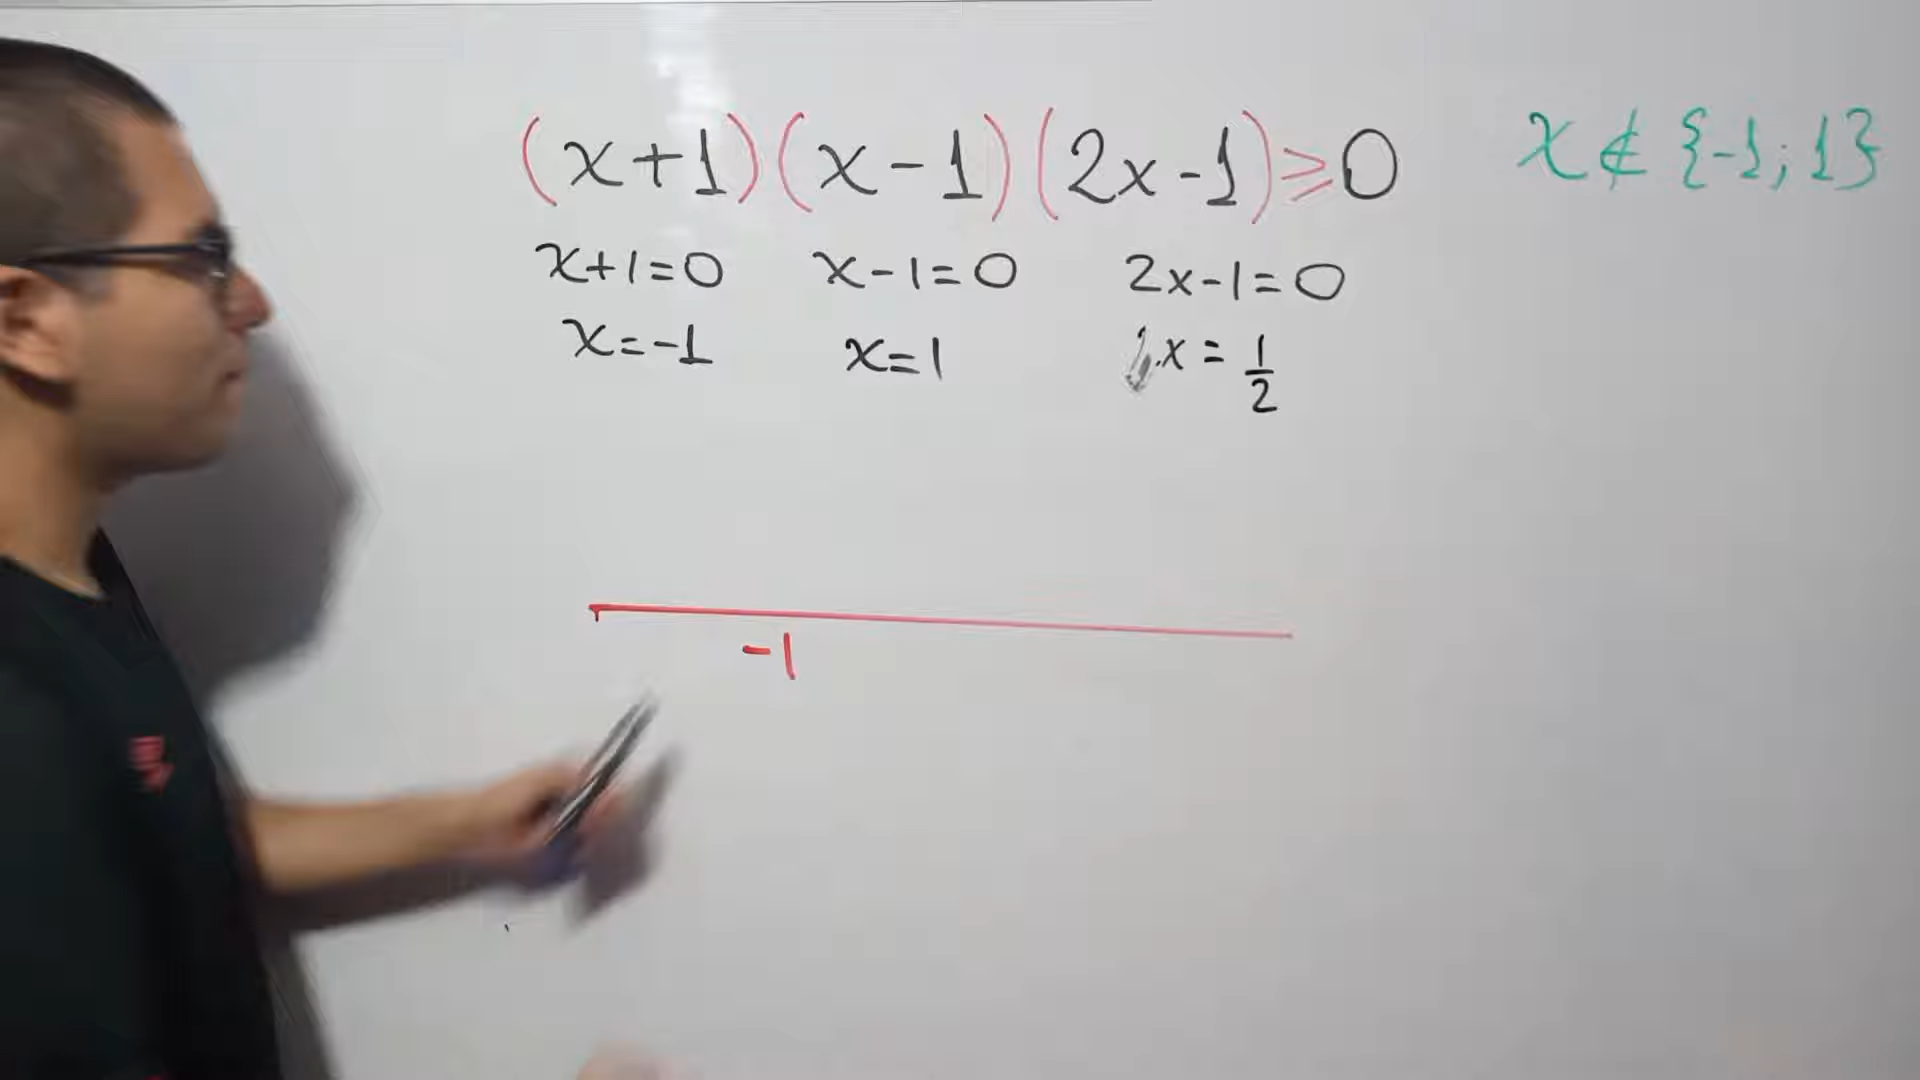 (x+1)(x-1)(2x-1)≥0 x∉{-1;1}
x+1=0 x-1=0 2x-1=0
x=-1 x=1 x=1/2
-1